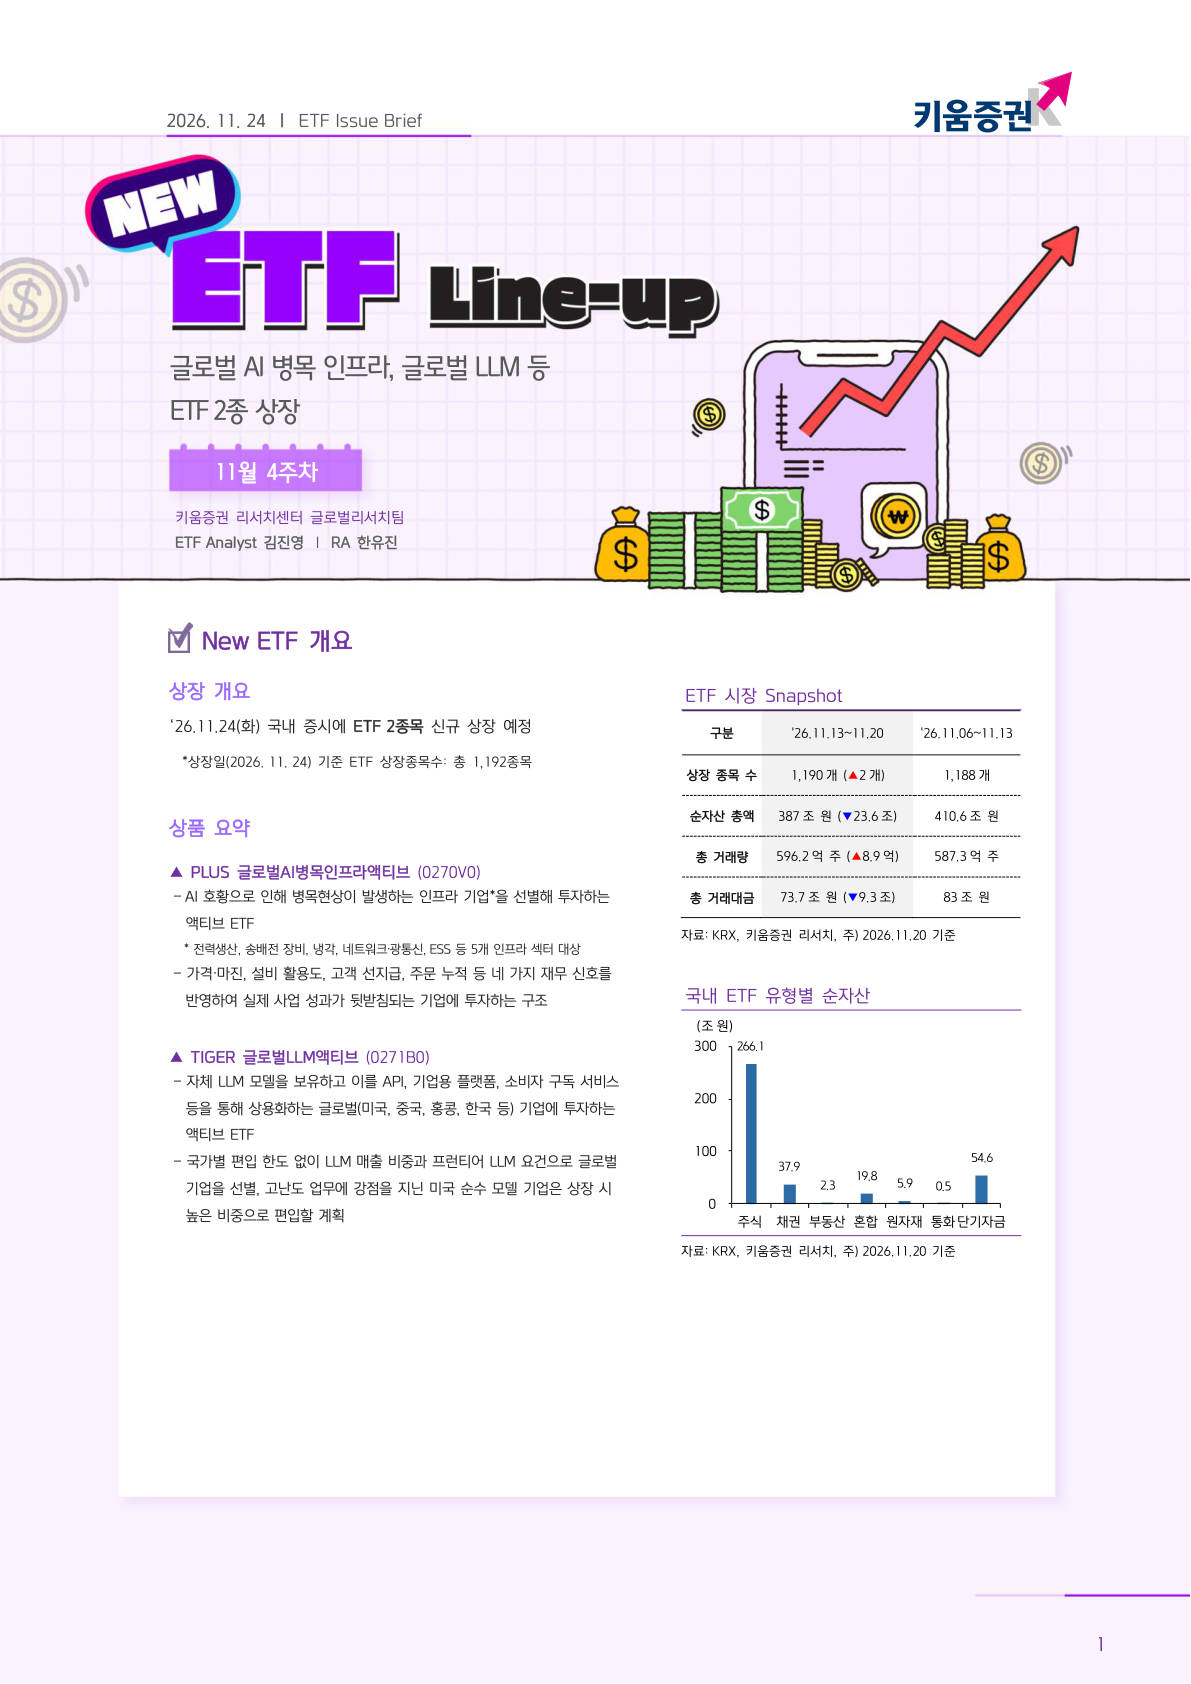 2026. 11. 24 | ETF Issue Brief
키움증권
NEW
ETF Line-up
글로벌 AI 병목 인프라, 글로벌 LLM 등
ETF 2종 상장
11월 4주차
키움증권 리서치센터 글로벌리서치팀
ETF Analyst 김진영 | RA 한유진
New ETF 개요
상장 개요
‘26.11.24(화) 국내 증시에 ETF 2종목 신규 상장 예정
*상장일(2026. 11. 24) 기준 ETF 상장종목수: 총 1,192종목
상품 요약
▲ PLUS 글로벌AI병목인프라액티브 (0270V0)
– AI 호황으로 인해 병목현상이 발생하는 인프라 기업*을 선별해 투자하는
액티브 ETF
* 전력생산, 송배전 장비, 냉각, 네트워크·광통신, ESS 등 5개 인프라 섹터 대상
– 가격·마진, 설비 활용도, 고객 선지급, 주문 누적 등 네 가지 재무 신호를
반영하여 실제 사업 성과가 뒷받침되는 기업에 투자하는 구조
▲ TIGER 글로벌LLM액티브 (0271B0)
– 자체 LLM 모델을 보유하고 이를 API, 기업용 플랫폼, 소비자 구독 서비스
등을 통해 상용화하는 글로벌(미국, 중국, 홍콩, 한국 등) 기업에 투자하는
액티브 ETF
– 국가별 편입 한도 없이 LLM 매출 비중과 프런티어 LLM 요건으로 글로벌
기업을 선별, 고난도 업무에 강점을 지닌 미국 순수 모델 기업은 상장 시
높은 비중으로 편입할 계획
ETF 시장 Snapshot
구분 ‘26.11.13~11.20 ‘26.11.06~11.13
상장 종목 수 1,190 개 (▲2 개) 1,188 개
순자산 총액 387 조 원 (▼23.6 조) 410.6 조 원
총 거래량 596.2 억 주 (▲8.9 억) 587.3 억 주
총 거래대금 73.7 조 원 (▼9.3 조) 83 조 원
자료: KRX, 키움증권 리서치, 주) 2026.11.20 기준
국내 ETF 유형별 순자산
(조 원)
300
200
100
0
266.1
37.9
2.3
19.8
5.9
0.5
54.6
주식 채권 부동산 혼합 원자재 통화 단기자금
자료: KRX, 키움증권 리서치, 주) 2026.11.20 기준
1